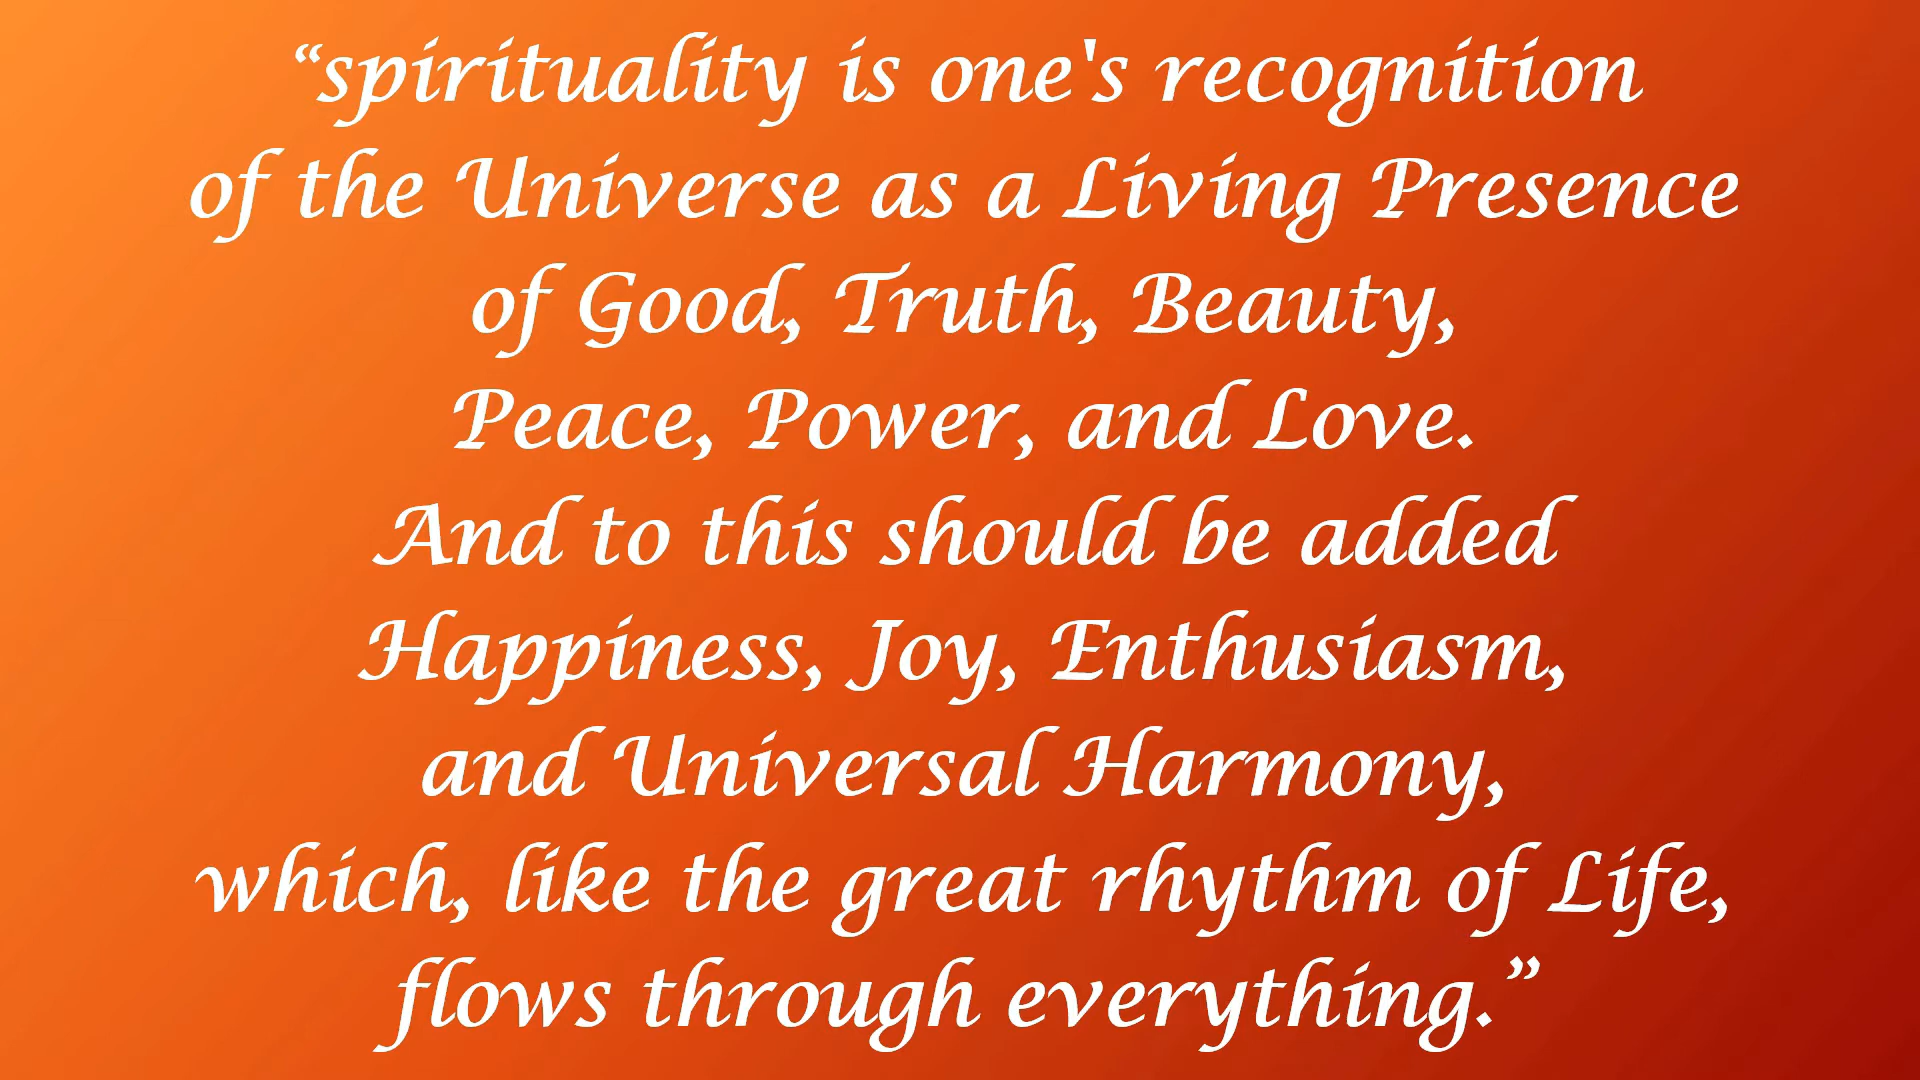 “spirituality is one's recognition
of the Universe as a Living Presence
of Good, Truth, Beauty,
Peace, Power, and Love.
And to this should be added
Happiness, Joy, Enthusiasm,
and Universal Harmony,
which, like the great rhythm of Life,
flows through everything.”